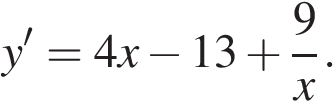 y′ = 4x − 13 + 9/x.